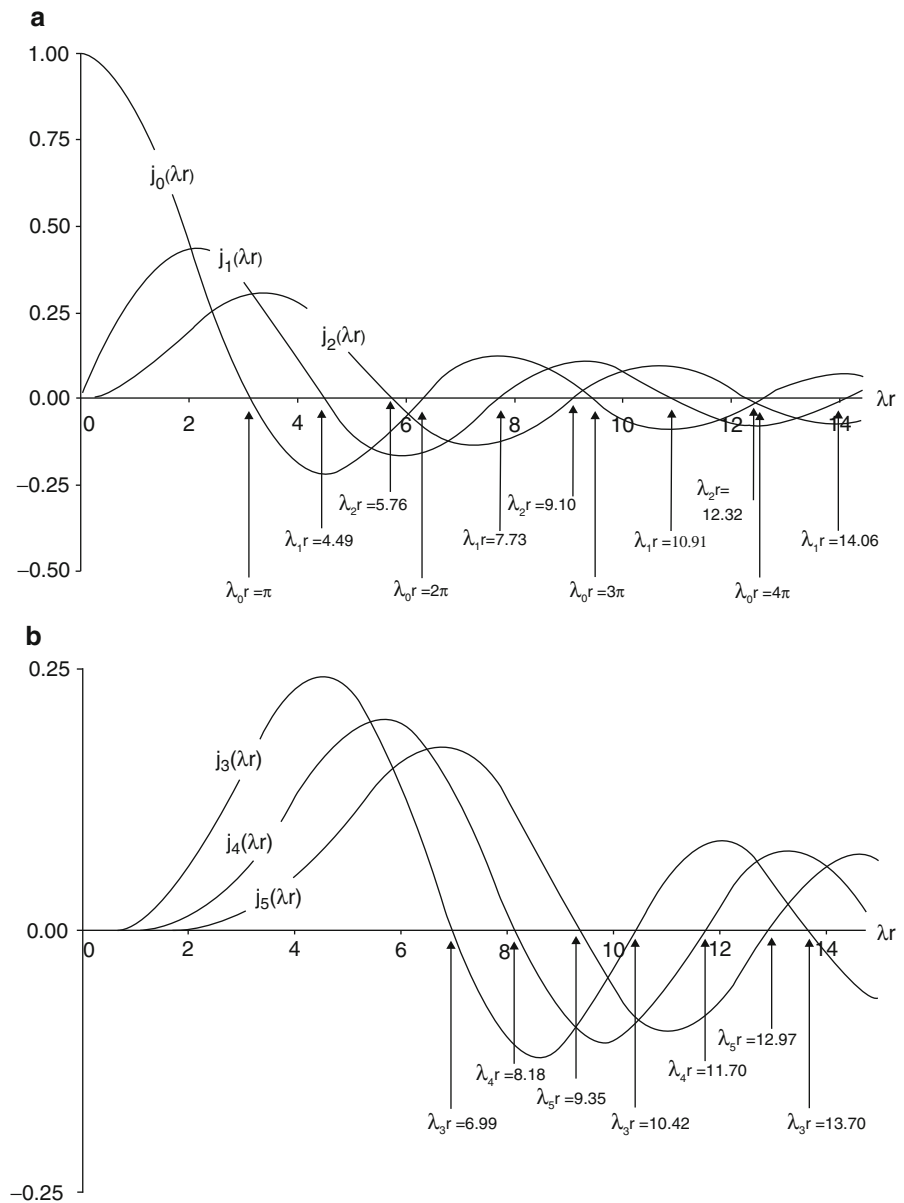 a
1.00
0.75
j₀(λr)
0.50
j₁(λr)
0.25
j₂(λr)
0.00
λr
0 2 4 6 8 10 12 14
−0.25
λ₂r =5.76
λ₂r =9.10
λ₂r=
12.32
λ₁r =4.49
λ₁r=7.73
λ₁r =10.91
λ₁r =14.06
−0.50
λ₀r =π
λ₀r =2π
λ₀r =3π
λ₀r =4π
b
0.25
j₃(λr)
j₄(λr)
j₅(λr)
0.00
λr
0 2 4 6 8 10 12 14
λ₅r =12.97
λ₄r =8.18
λ₄r =11.70
λ₅r =9.35
λ₃r =6.99
λ₃r =10.42
λ₃r =13.70
−0.25